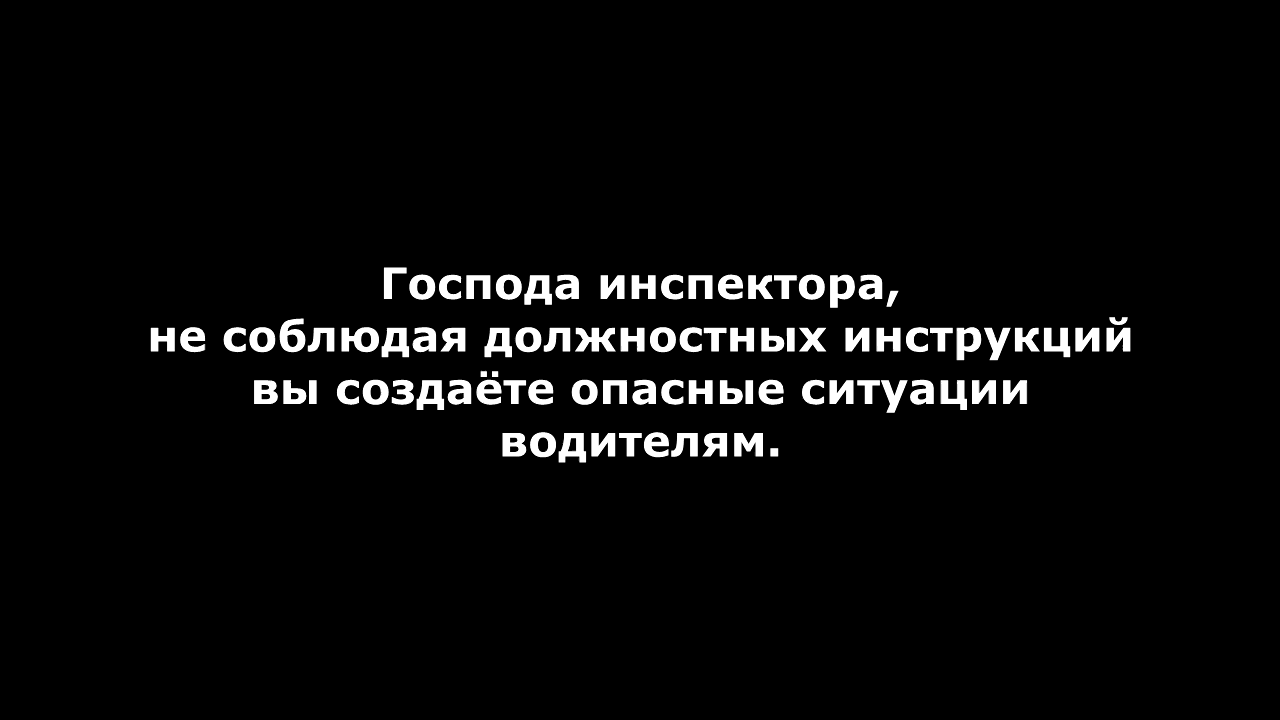 Господа инспектора,
не соблюдая должностных инструкций
вы создаёте опасные ситуации
водителям.